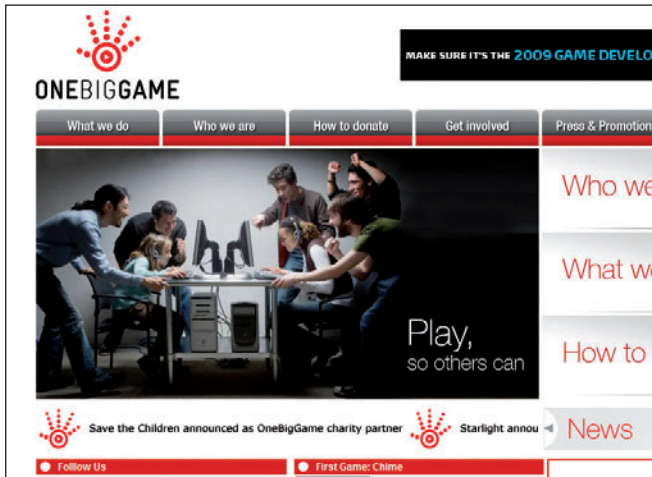 MAKE SURE IT'S THE 2009 GAME DEVELO
ONEBIGGAME
What we do
Who we are
How to donate
Get involved
Press & Promotion
Who we
What we
How to
Play,
so others can
Save the Children announced as OneBigGame charity partner
Starlight annou
News
Follow Us
First Game: Chime